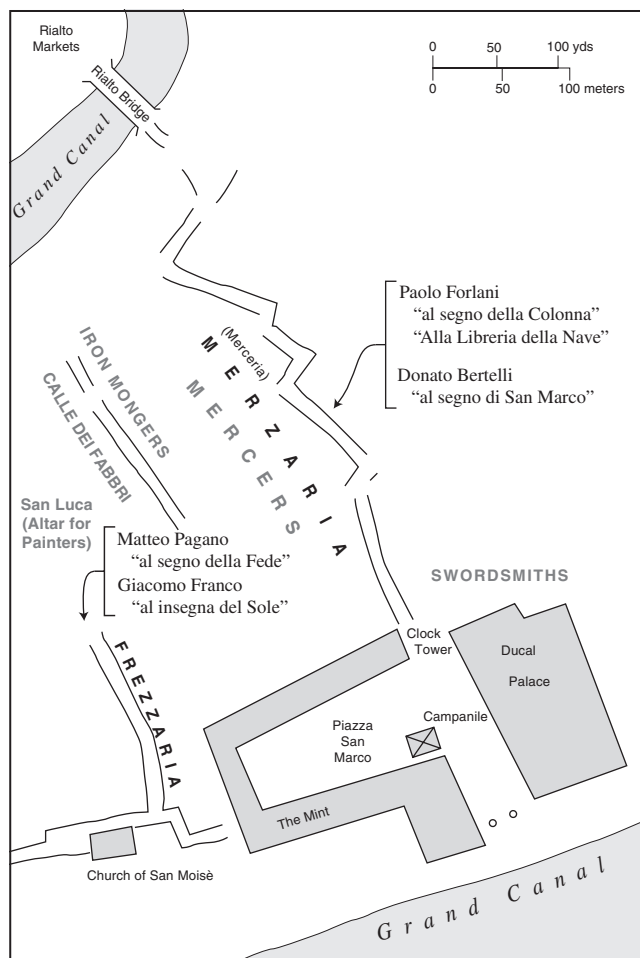 Rialto
Markets
Rialto Bridge
Grand Canal
0 50 100 yds
0 50 100 meters
Paolo Forlani
“al segno della Colonna”
“Alla Libreria della Nave”
Donato Bertelli
“al segno di San Marco”
(Merceria)
MERZARIA
MERCERS
IRON MONGERS
CALLE DEI FABBRI
San Luca
(Altar for
Painters)
Matteo Pagano
“al segno della Fede”
Giacomo Franco
“al insegna del Sole”
SWORDSMITHS
Clock
Tower
Ducal
Palace
FREZZARIA
Piazza
San
Marco
Campanile
The Mint
Church of San Moisè
Grand Canal